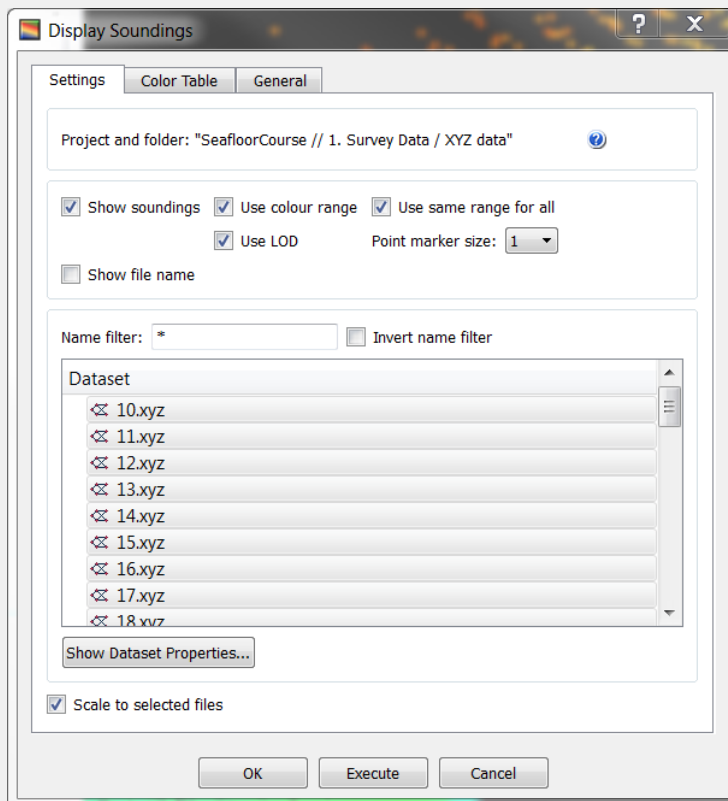 Display Soundings
Settings Color Table General
Project and folder: "SeafloorCourse // 1. Survey Data / XYZ data"
Show soundings Use colour range Use same range for all
Use LOD Point marker size: 1
Show file name
Name filter: * Invert name filter
Dataset
10.xyz
11.xyz
12.xyz
13.xyz
14.xyz
15.xyz
16.xyz
17.xyz
18.xyz
Show Dataset Properties...
Scale to selected files
OK Execute Cancel